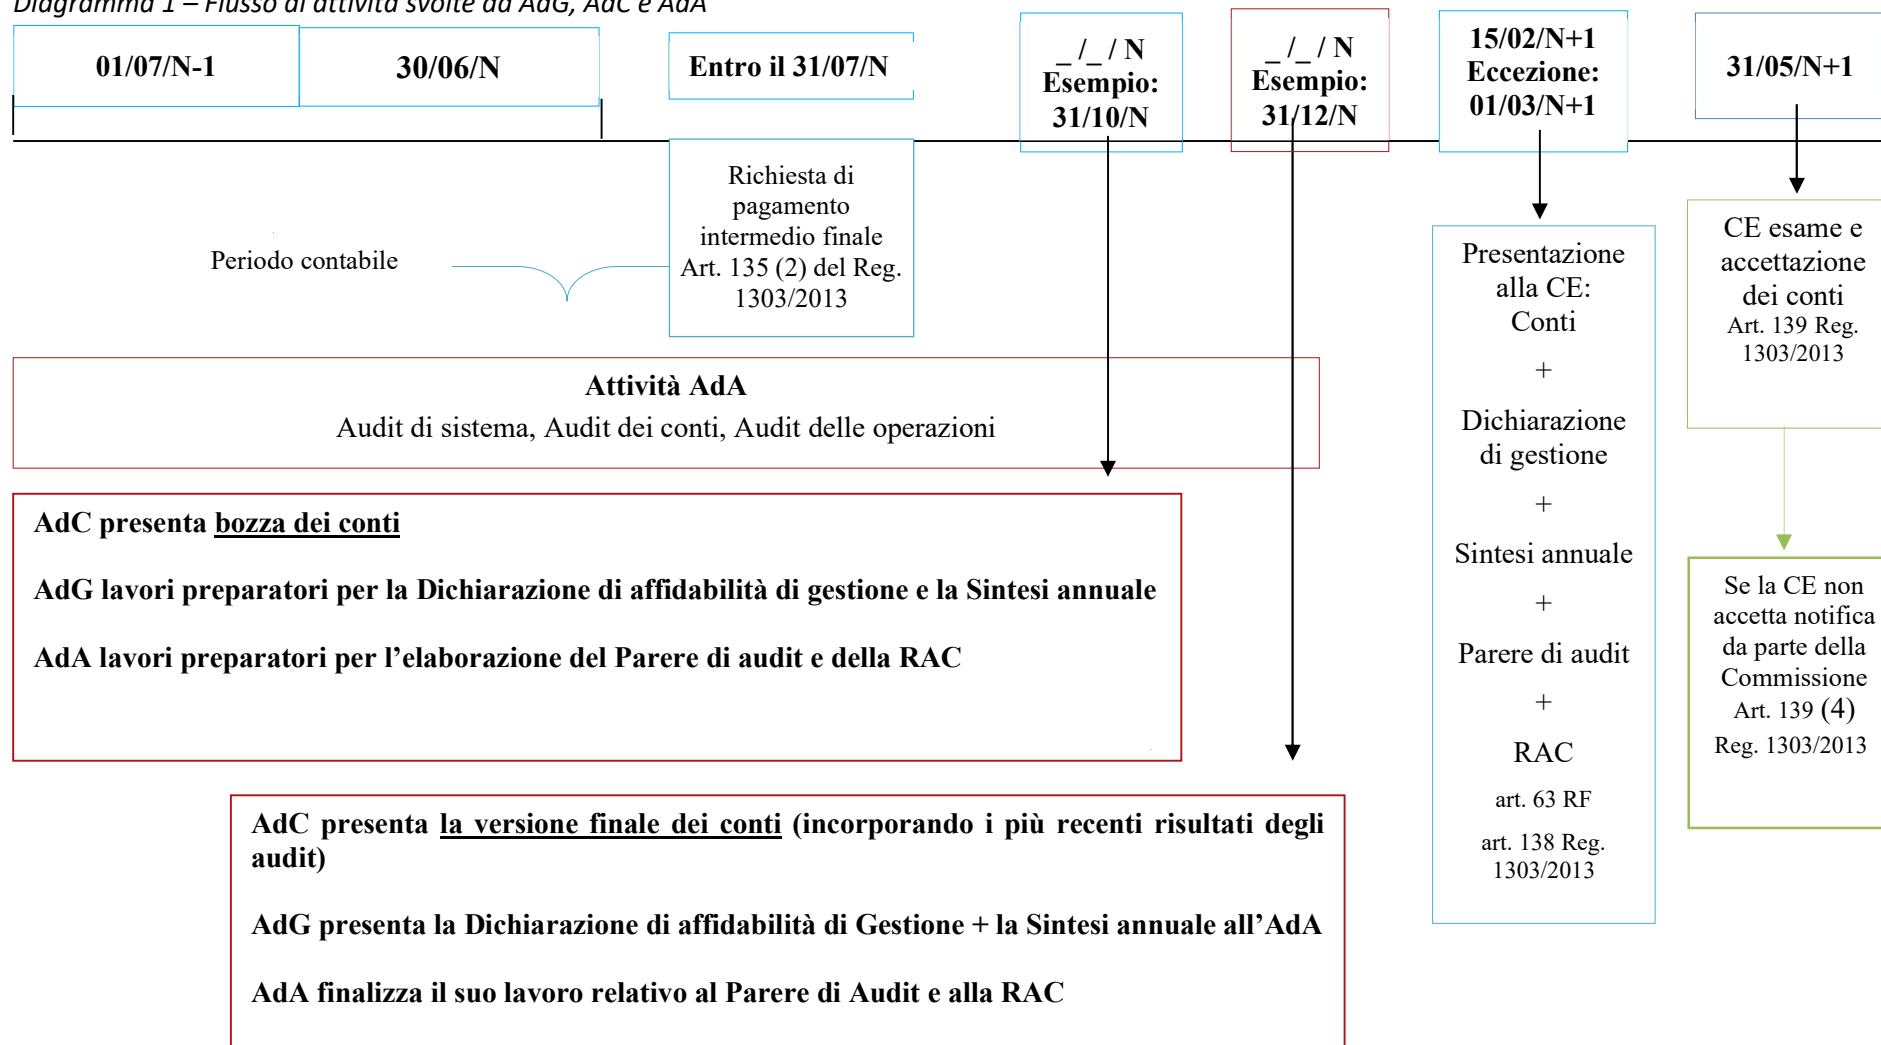 Diagramma 1 – Flusso di attività svolte da AdG, AdC e AdA
01/07/N-1
30/06/N
Entro il 31/07/N
_ /_ / N
Esempio:
31/10/N
_ /_ / N
Esempio:
31/12/N
15/02/N+1
Eccezione:
01/03/N+1
31/05/N+1
Periodo contabile
Richiesta di
pagamento
intermedio finale
Art. 135 (2) del Reg.
1303/2013
Attività AdA
Audit di sistema, Audit dei conti, Audit delle operazioni
AdC presenta bozza dei conti
AdG lavori preparatori per la Dichiarazione di affidabilità di gestione e la Sintesi annuale
AdA lavori preparatori per l’elaborazione del Parere di audit e della RAC
AdC presenta la versione finale dei conti (incorporando i più recenti risultati degli
audit)
AdG presenta la Dichiarazione di affidabilità di Gestione + la Sintesi annuale all’AdA
AdA finalizza il suo lavoro relativo al Parere di Audit e alla RAC
Presentazione
alla CE:
Conti
+
Dichiarazione
di gestione
+
Sintesi annuale
+
Parere di audit
+
RAC
art. 63 RF
art. 138 Reg.
1303/2013
CE esame e
accettazione
dei conti
Art. 139 Reg.
1303/2013
Se la CE non
accetta notifica
da parte della
Commissione
Art. 139 (4)
Reg. 1303/2013